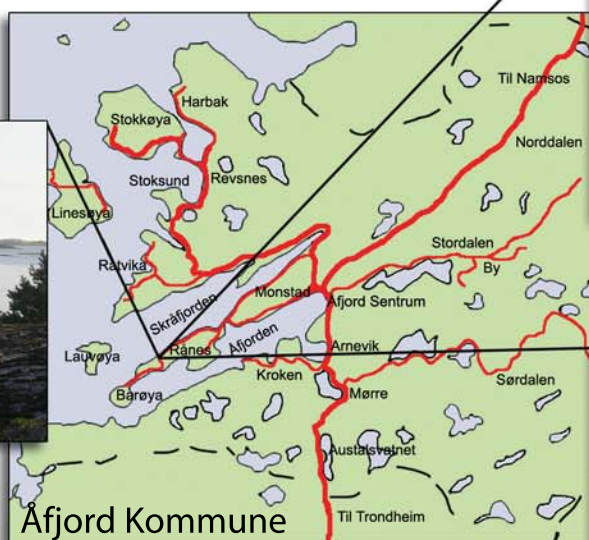 Til Namsos
Harbak
Stokkøya
Norddalen
Stoksund
Revsnes
Linesøya
Stordalen
Ratvika
By
Monstad
Åfjord Sentrum
Skråfjorden
Åfjorden
Arnevik
Rånes
Lauvøya
Kroken
Sørdalen
Barøya
Mørre
Austalsvatnet
Til Trondheim
Åfjord Kommune